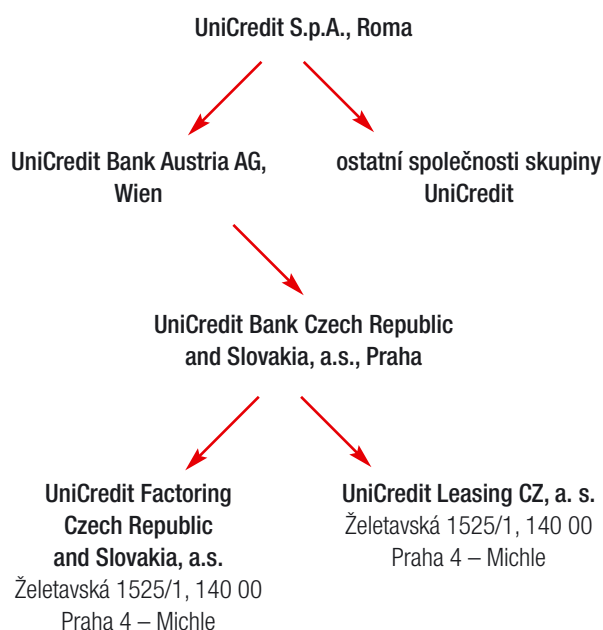 UniCredit S.p.A., Roma
UniCredit Bank Austria AG,
Wien
ostatní společnosti skupiny
UniCredit
UniCredit Bank Czech Republic
and Slovakia, a.s., Praha
UniCredit Factoring
Czech Republic
and Slovakia, a.s.
Želetavská 1525/1, 140 00
Praha 4 – Michle
UniCredit Leasing CZ, a. s.
Želetavská 1525/1, 140 00
Praha 4 – Michle